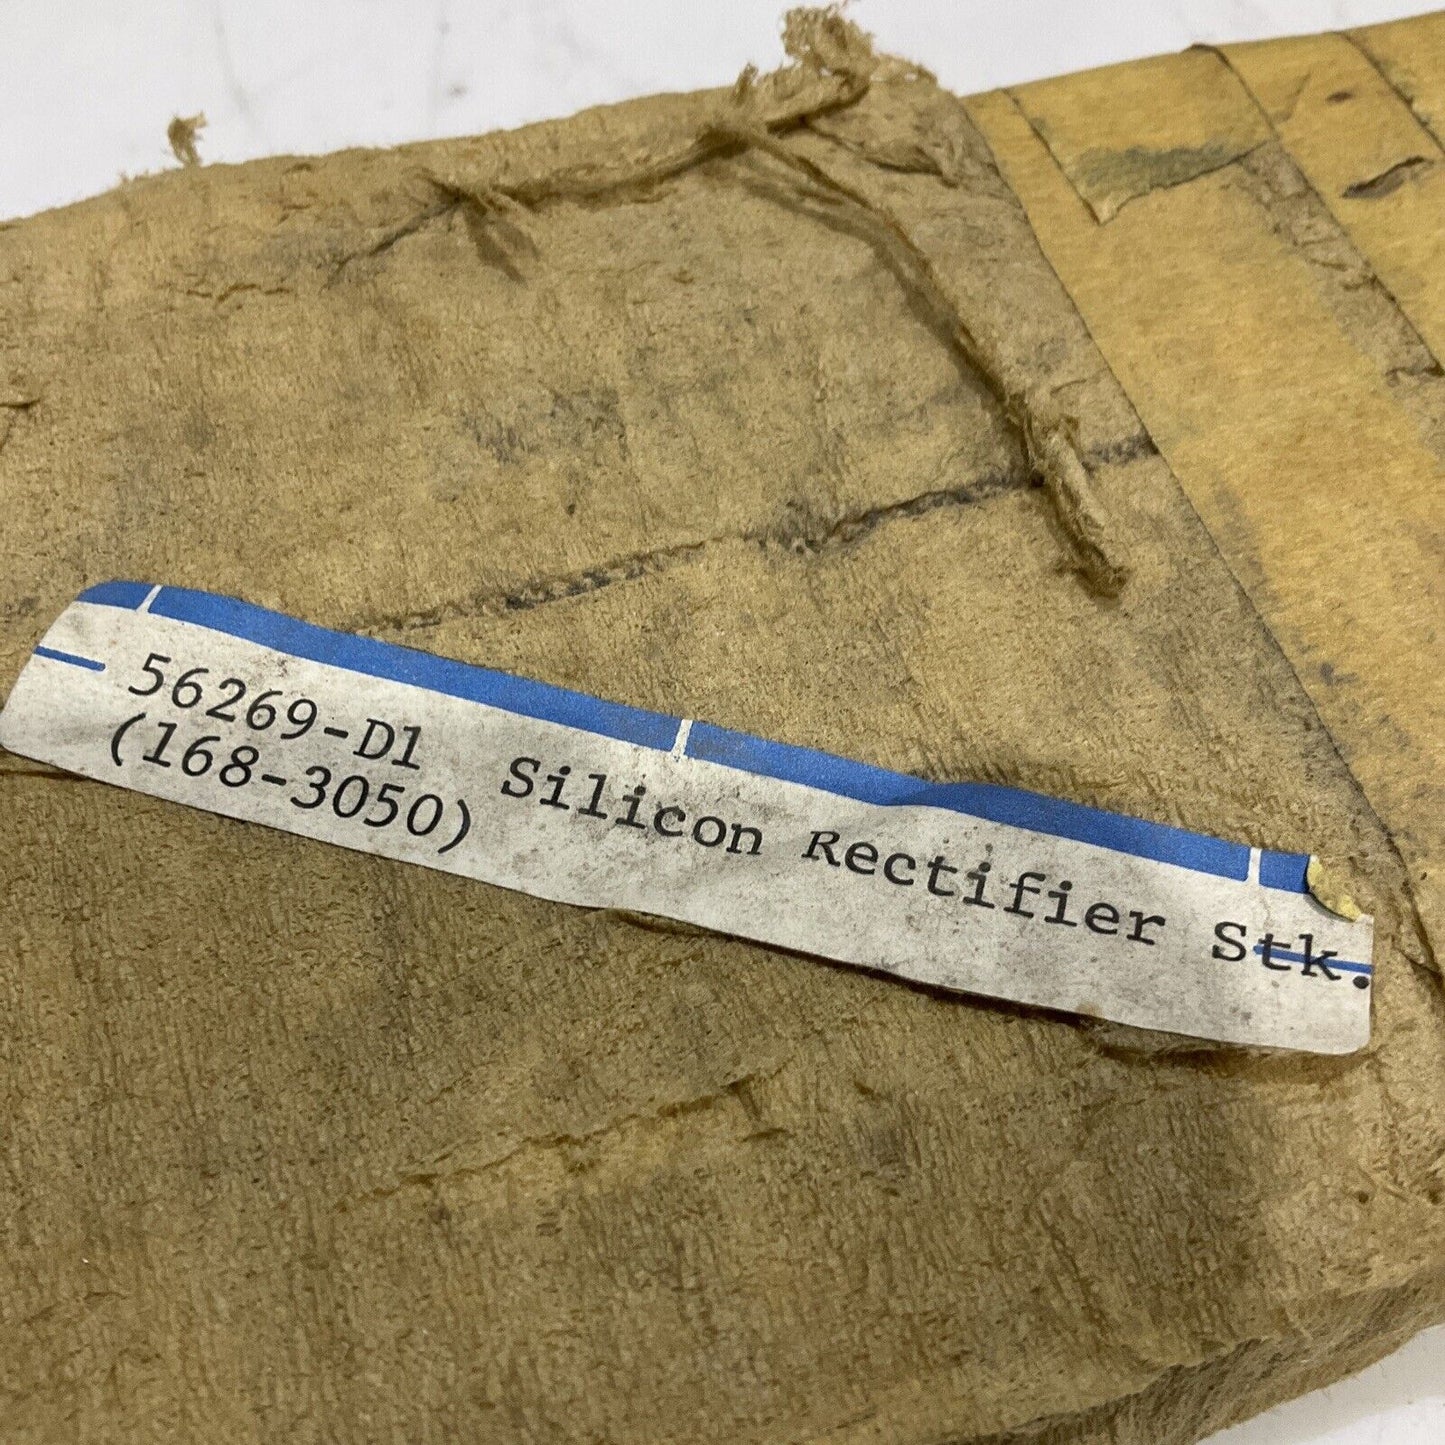 56269-D1 Silicon Rectifier Stk.
(168-3050)